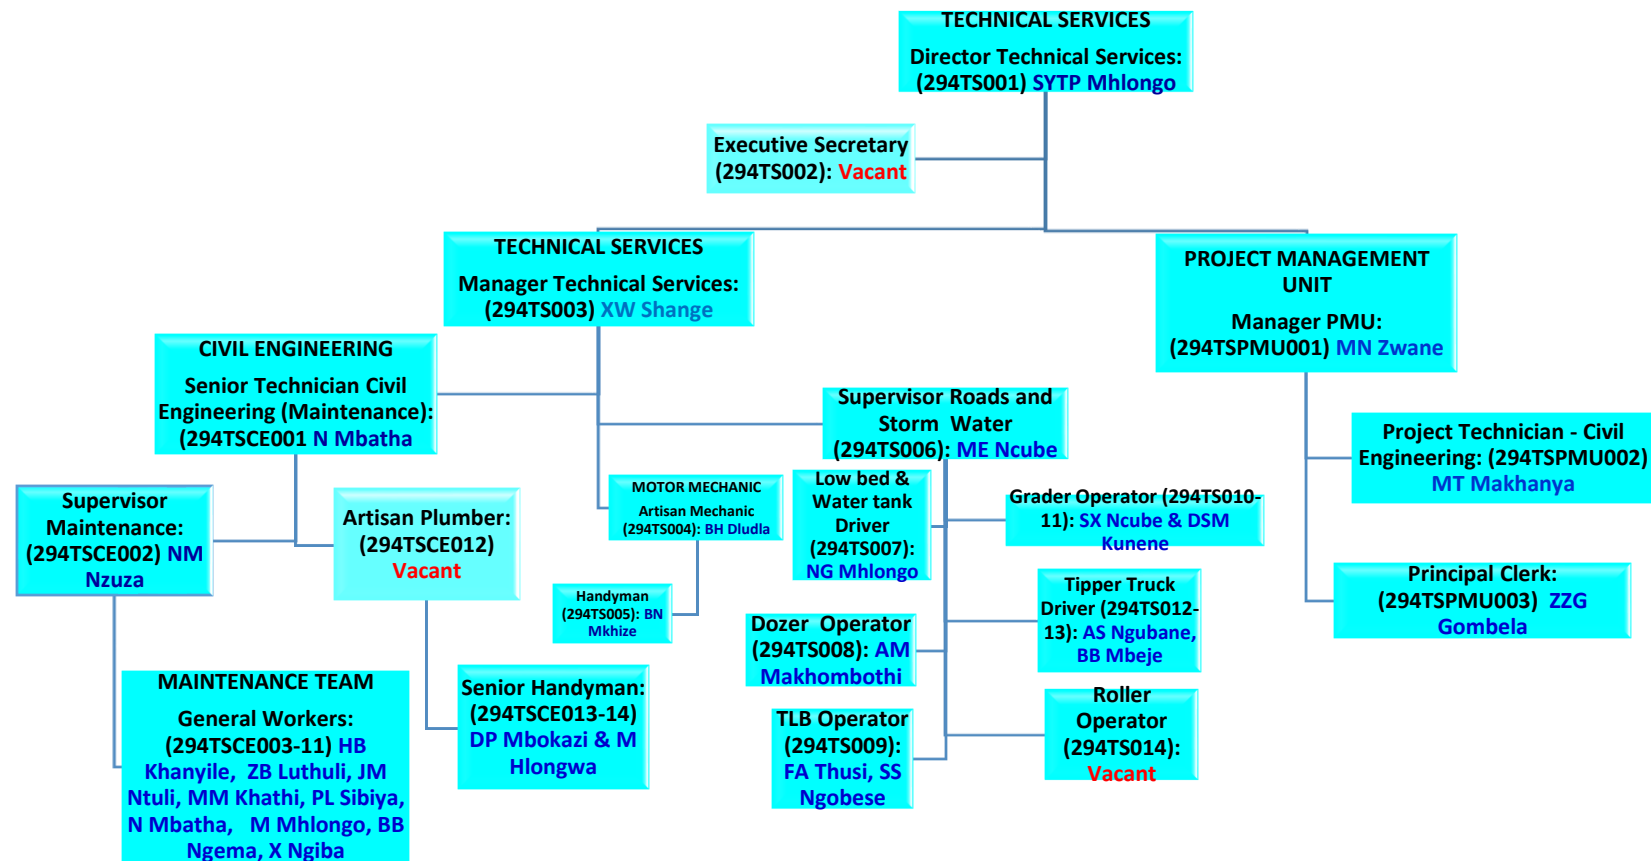 TECHNICAL SERVICES
Director Technical Services:
(294TS001) SYTP Mhlongo
Executive Secretary
(294TS002): Vacant
TECHNICAL SERVICES
Manager Technical Services:
(294TS003) XW Shange
PROJECT MANAGEMENT
UNIT
Manager PMU:
(294TSPMU001) MN Zwane
CIVIL ENGINEERING
Senior Technician Civil
Engineering (Maintenance):
(294TSCE001 N Mbatha
Supervisor Roads and
Storm Water
(294TS006): ME Ncube
Project Technician - Civil
Engineering: (294TSPMU002)
MT Makhanya
Supervisor
Maintenance:
(294TSCE002) NM
Nzuza
Artisan Plumber:
(294TSCE012)
Vacant
MOTOR MECHANIC
Artisan Mechanic
(294TS004): BH Dludla
Low bed &
Water tank
Driver
(294TS007):
NG Mhlongo
Grader Operator (294TS010-
11): SX Ncube & DSM
Kunene
Handyman
(294TS005): BN
Mkhize
Dozer Operator
(294TS008): AM
Makhombothi
Tipper Truck
Driver (294TS012-
13): AS Ngubane,
BB Mbeje
Principal Clerk:
(294TSPMU003) ZZG
Gombela
MAINTENANCE TEAM
General Workers:
(294TSCE003-11) HB
Khanyile, ZB Luthuli, JM
Ntuli, MM Khathi, PL Sibiya,
N Mbatha, M Mhlongo, BB
Ngema, X Ngiba
Senior Handyman:
(294TSCE013-14)
DP Mbokazi & M
Hlongwa
TLB Operator
(294TS009):
FA Thusi, SS
Ngobese
Roller
Operator
(294TS014):
Vacant